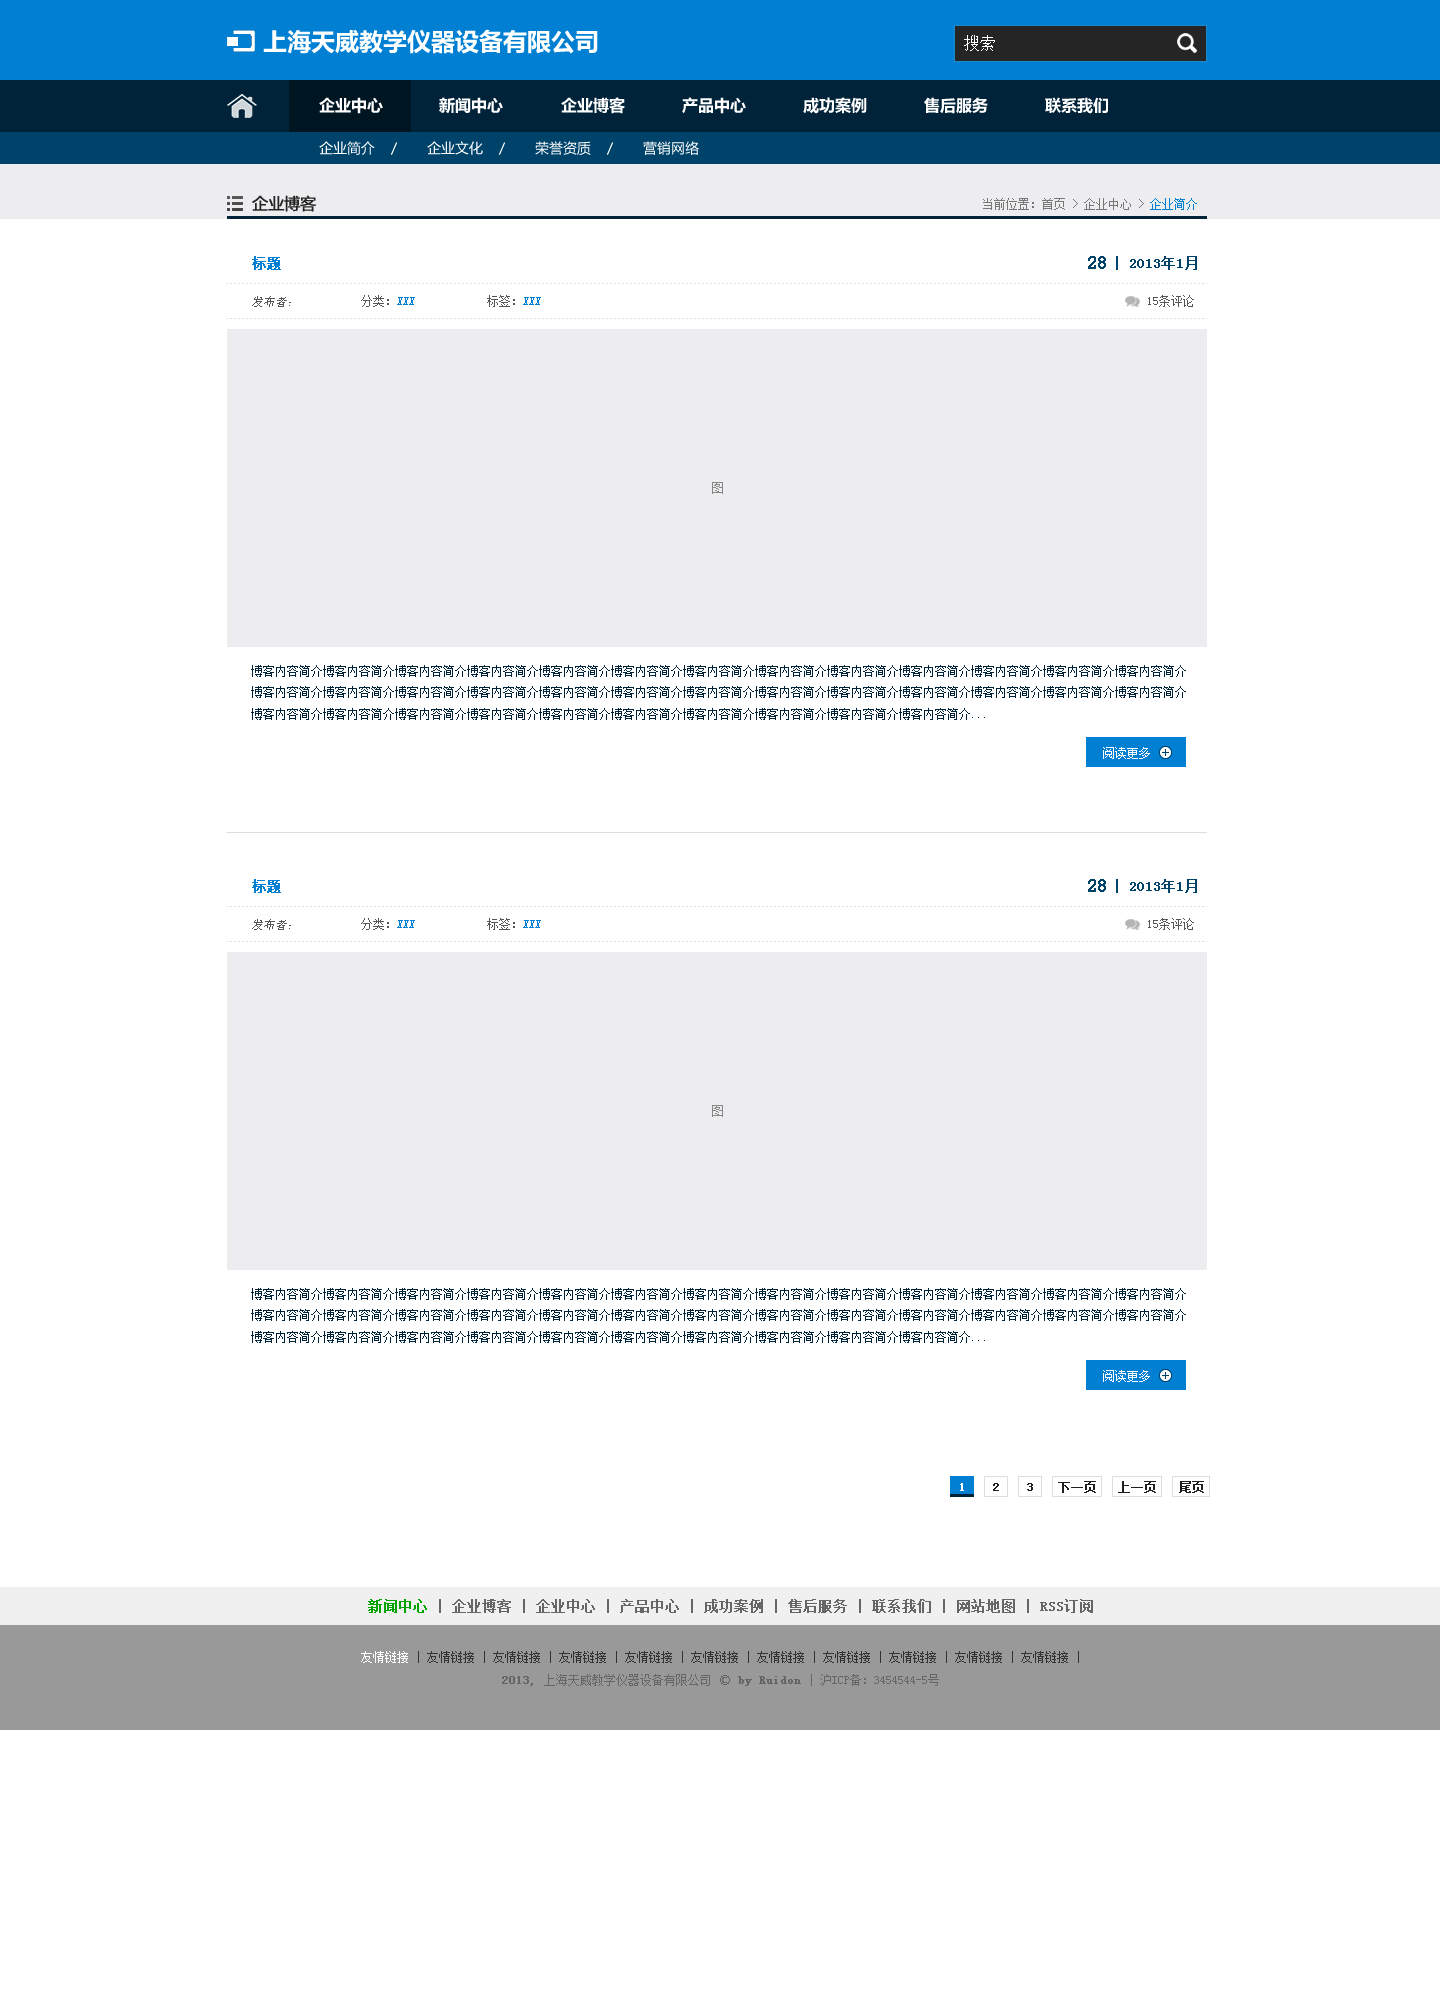 上海天威教学仪器设备有限公司
搜索
企业中心 新闻中心 企业博客 产品中心 成功案例 售后服务 联系我们
企业简介 / 企业文化 / 荣誉资质 / 营销网络
企业博客
当前位置：首页 > 企业中心 > 企业简介
标题
28 | 2013年1月
发布者： 分类：XXX 标签：XXX
15条评论
图
博客内容简介博客内容简介博客内容简介博客内容简介博客内容简介博客内容简介博客内容简介博客内容简介博客内容简介博客内容简介博客内容简介博客内容简介博客内容简介
博客内容简介博客内容简介博客内容简介博客内容简介博客内容简介博客内容简介博客内容简介博客内容简介博客内容简介博客内容简介博客内容简介博客内容简介博客内容简介
博客内容简介博客内容简介博客内容简介博客内容简介博客内容简介博客内容简介博客内容简介博客内容简介博客内容简介博客内容简介...
阅读更多
标题
28 | 2013年1月
发布者： 分类：XXX 标签：XXX
15条评论
图
博客内容简介博客内容简介博客内容简介博客内容简介博客内容简介博客内容简介博客内容简介博客内容简介博客内容简介博客内容简介博客内容简介博客内容简介博客内容简介
博客内容简介博客内容简介博客内容简介博客内容简介博客内容简介博客内容简介博客内容简介博客内容简介博客内容简介博客内容简介博客内容简介博客内容简介博客内容简介
博客内容简介博客内容简介博客内容简介博客内容简介博客内容简介博客内容简介博客内容简介博客内容简介博客内容简介博客内容简介...
阅读更多
1 2 3 下一页 上一页 尾页
新闻中心 | 企业博客 | 企业中心 | 产品中心 | 成功案例 | 售后服务 | 联系我们 | 网站地图 | RSS订阅
友情链接 | 友情链接 | 友情链接 | 友情链接 | 友情链接 | 友情链接 | 友情链接 | 友情链接 | 友情链接 | 友情链接 | 友情链接 |
2013, 上海天威教学仪器设备有限公司 © by Ruidon | 沪ICP备：3454544-5号